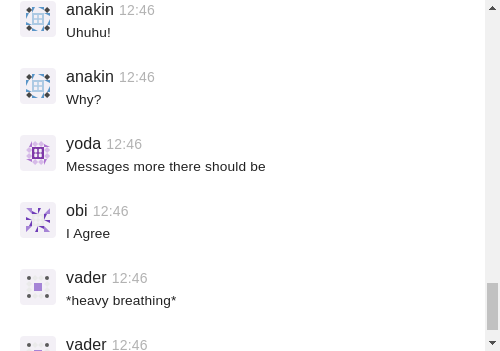 anakin 12:46
Uhuhu!
anakin 12:46
Why?
yoda 12:46
Messages more there should be
obi 12:46
I Agree
vader 12:46
*heavy breathing*
vader 12:46